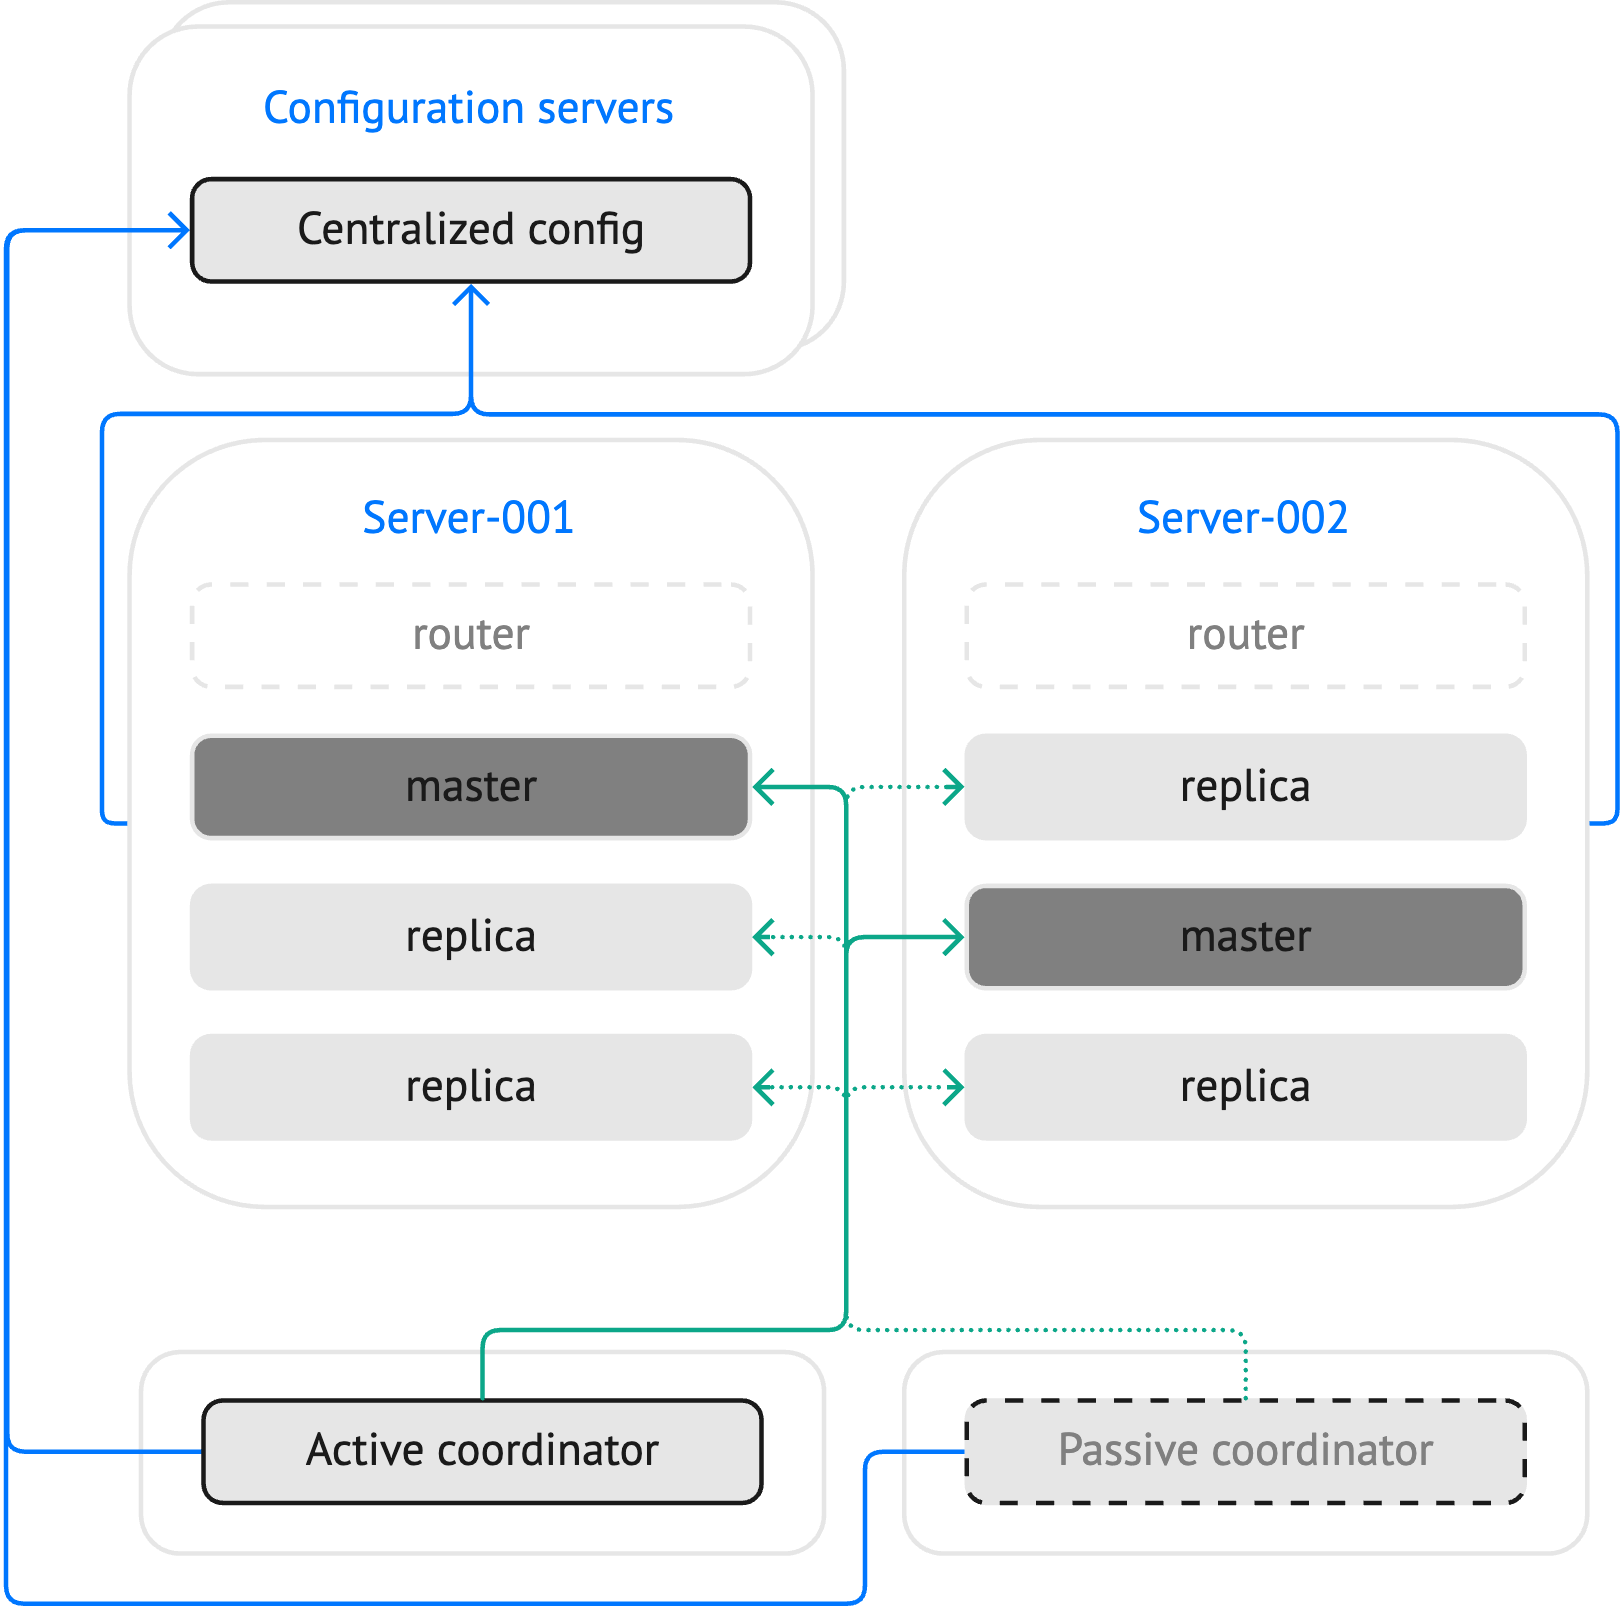 Configuration servers
Centralized config
Server-001
router
master
replica
replica
Server-002
router
replica
master
replica
Active coordinator
Passive coordinator